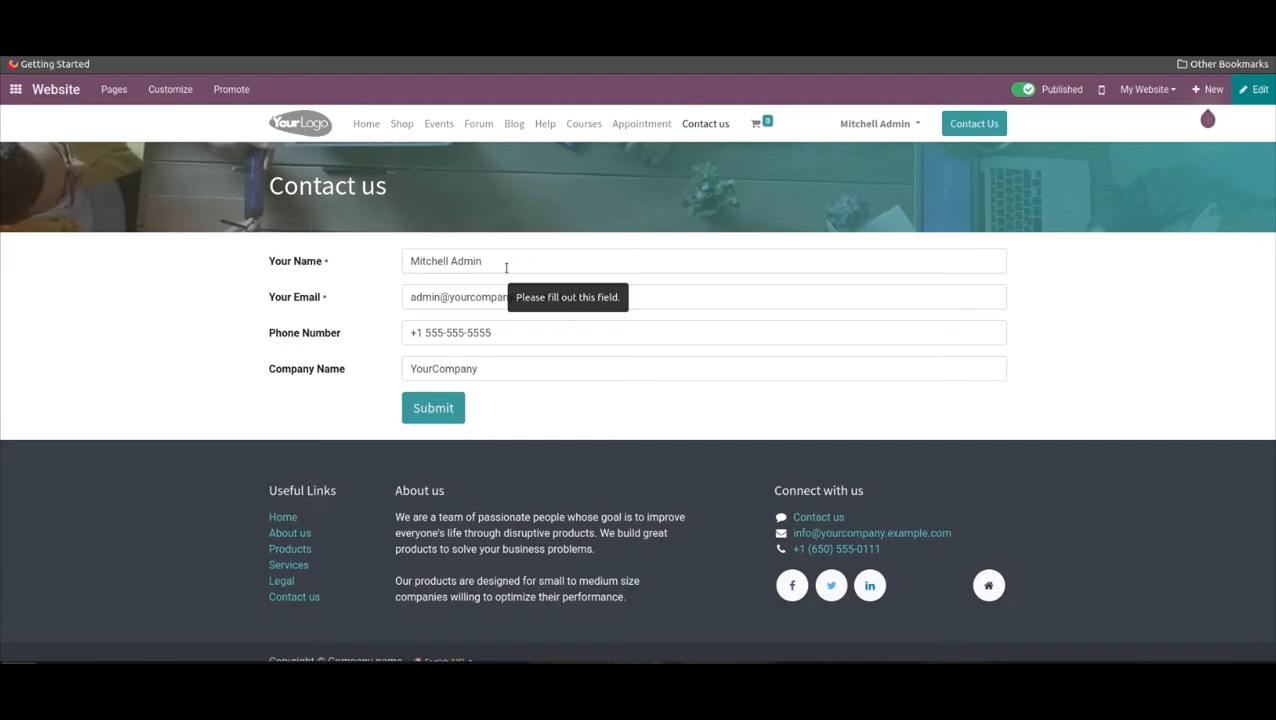 Getting Started
Other Bookmarks
Website Pages Customize Promote Published My Website + New Edit
YourLogo Home Shop Events Forum Blog Help Courses Appointment Contact us 0 Mitchell Admin Contact Us
Contact us
Your Name * Mitchell Admin
Your Email * admin@yourcompan Please fill out this field.
Phone Number +1 555-555-5555
Company Name YourCompany
Submit
Useful Links
Home
About us
Products
Services
Legal
Contact us
About us
We are a team of passionate people whose goal is to improve
everyone's life through disruptive products. We build great
products to solve your business problems.
Our products are designed for small to medium size
companies willing to optimize their performance.
Connect with us
Contact us
info@yourcompany.example.com
+1 (650) 555-0111
Copyright © Company name